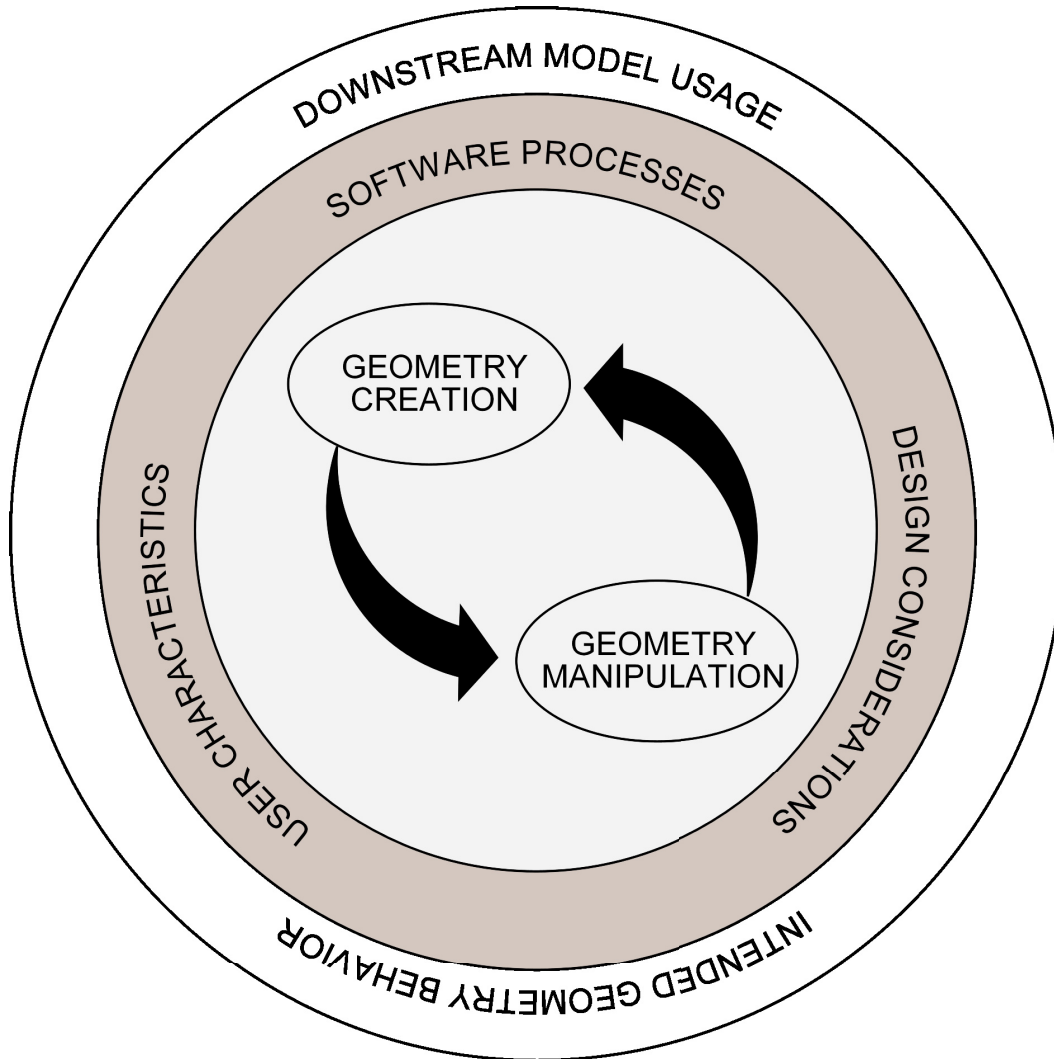 DOWNSTREAM MODEL USAGE
SOFTWARE PROCESSES
GEOMETRY
CREATION
USER CHARACTERISTICS
DESIGN CONSIDERATIONS
GEOMETRY
MANIPULATION
INTENDED GEOMETRY BEHAVIOR